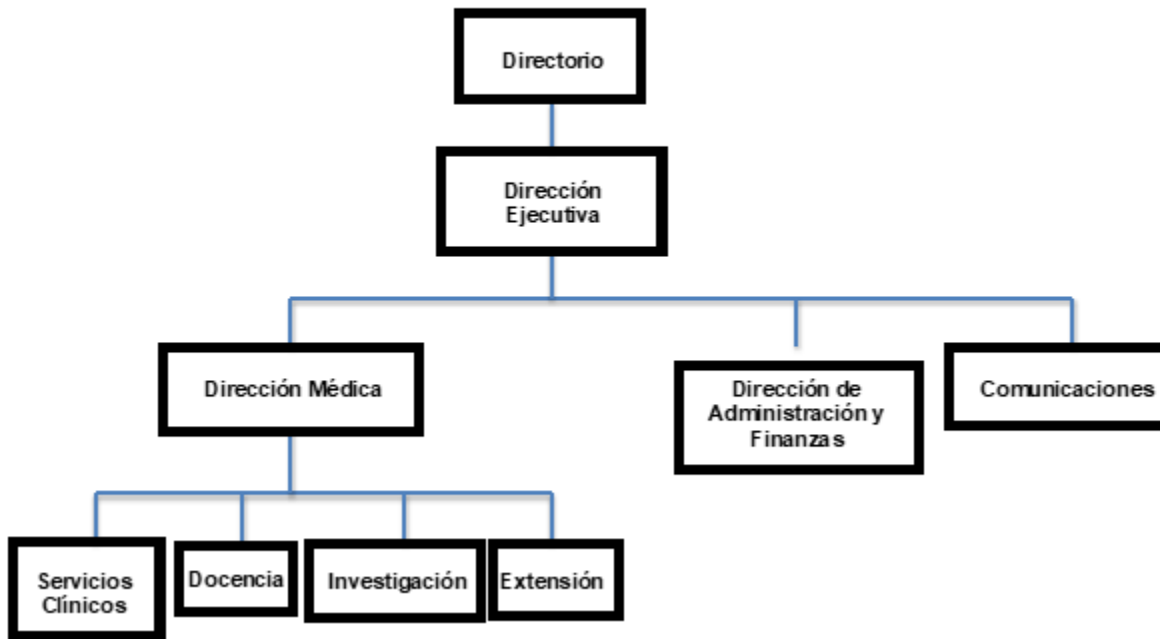 Directorio
Dirección
Ejecutiva
Dirección Médica
Dirección de
Administración y
Finanzas
Comunicaciones
Servicios
Clínicos
Docencia
Investigación
Extensión